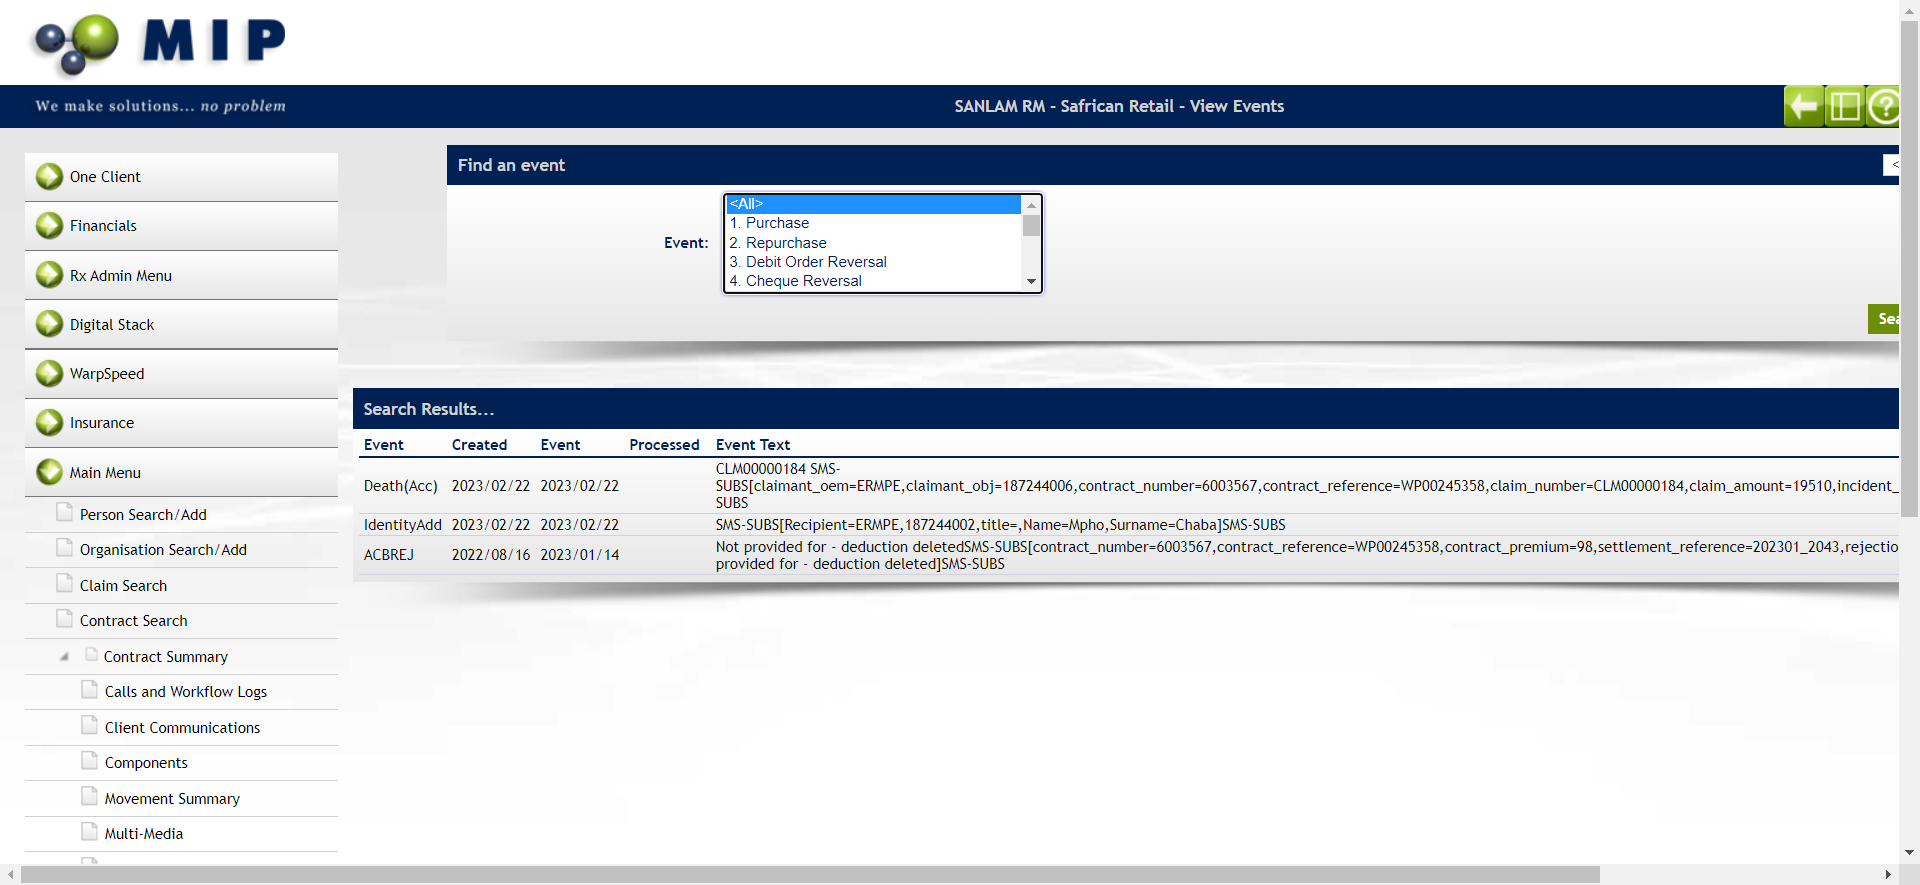 MIP
We make solutions... no problem
SANLAM RM - Safrican Retail - View Events
?
One Client
Financials
Rx Admin Menu
Digital Stack
WarpSpeed
Insurance
Main Menu
Person Search/Add
Organisation Search/Add
Claim Search
Contract Search
Contract Summary
Calls and Workflow Logs
Client Communications
Components
Movement Summary
Multi-Media
Find an event
<
Event:
<All>
1. Purchase
2. Repurchase
3. Debit Order Reversal
4. Cheque Reversal
Sea
Search Results...
Event Created Event Processed Event Text
CLM00000184 SMS-
Death(Acc) 2023/02/22 2023/02/22 SUBS[claimant_oem=ERMPE,claimant_obj=187244006,contract_number=6003567,contract_reference=WP00245358,claim_number=CLM00000184,claim_amount=19510,incident_
SUBS
IdentityAdd 2023/02/22 2023/02/22 SMS-SUBS[Recipient=ERMPE,187244002,title=,Name=Mpho,Surname=Chaba]SMS-SUBS
ACBREJ 2022/08/16 2023/01/14 Not provided for - deduction deletedSMS-SUBS[contract_number=6003567,contract_reference=WP00245358,contract_premium=98,settlement_reference=202301_2043,rejectio
provided for - deduction deleted]SMS-SUBS